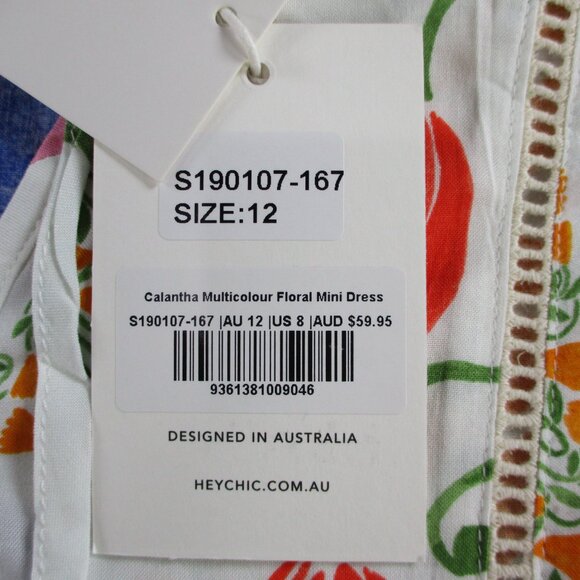 S190107-167
SIZE:12
Calantha Multicolour Floral Mini Dress
S190107-167 |AU 12 |US 8 |AUD $59.95
9361381009046
DESIGNED IN AUSTRALIA
HEYCHIC.COM.AU